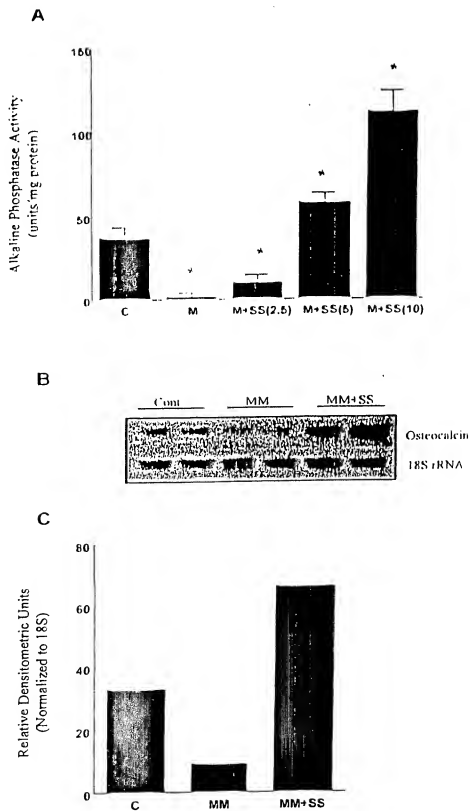 A
Alkaline Phosphatase Activity
(units/mg protein)
150
100
50
0
*
*
*
*
C M M+SS(2.5) M+SS(5) M+SS(10)
B
Cont MM MM+SS
Osteocalcin
18S rRNA
C
Relative Densitometric Units
(Normalized to 18S)
80
60
40
20
0
C MM MM+SS